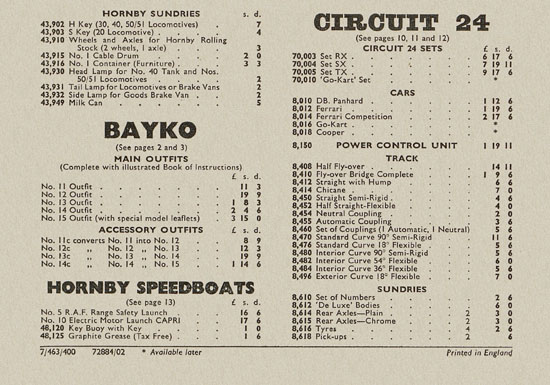 HORNBY SUNDRIES
s. d.
43,902 H Key (30, 40, 50/51 Locomotives) . 7
43,903 S Key (20 Locomotive) . . . 4
43,910 Wheels and Axles for Hornby Rolling
Stock (2 wheels, 1 axle) . . . 3
43,915 No. 1 Cable Drum . . . 2 0
43,916 No. 1 Container (Furniture) . . 3 3
43,930 Head Lamp for No. 40 Tank and Nos.
50/51 Locomotives . . . 2
43,931 Tail Lamp for Locomotives or Brake Vans 2
43,932 Side Lamp for Goods Brake Van . 2
43,949 Milk Can . . . 5
BAYKO
(See pages 2 and 3)
MAIN OUTFITS
(Complete with illustrated Book of Instructions)
£ s. d.
No. 11 Outfit . . . 11 3
No. 12 Outfit . . . 19 9
No. 13 Outfit . . . 1 8 3
No. 14 Outfit . . . 2 4 6
No. 15 Outfit (with special model leaflets) . 3 15 0
ACCESSORY OUTFITS £ s. d.
No. 11c converts No. 11 into No. 12 . 8 9
No. 12c ,, No. 12 ,, No. 13 . 12 3
No. 13c ,, No. 13 ,, No. 14 . 19 9
No. 14c ,, No. 14 ,, No. 15 . 1 14 6
HORNBY SPEEDBOATS
(See page 13) £ s. d.
No. 5 R.A.F. Range Safety Launch . 16 6
No. 10 Electric Motor Launch CAPRI . 17 6
48,120 Key Buoy with Key . . . 1 0
48,125 Graphite Grease (Tax Free) . . 1 6
CIRCUIT 24
(See pages 10, 11 and 12)
CIRCUIT 24 SETS £ s. d.
70,003 Set RX . . . 6 17 6
70,004 Set SX . . . 7 19 11
70,005 Set TX . . . 9 17 6
70,010 'Go-Kart' Set . . . *
CARS
8,010 DB. Panhard . . . 1 12 6
8,012 Ferrari . . . 1 19 6
8,014 Ferrari Competition . . . 2 17 6
8,016 Go-Kart . . . *
8,018 Cooper . . . *
8,150 POWER CONTROL UNIT 1 19 11
TRACK
8,408 Half Fly-over . . . 14 11
8,410 Fly-over Bridge Complete . . . 1 9 6
8,412 Straight with Hump . . . 6 6
8,414 Chicane . . . 7 0
8,450 Straight Semi-Rigid . . . 4 6
8,452 Half Straight-Flexible . . . 4 0
8,454 Neutral Coupling . . . 2 0
8,455 Automatic Coupling . . . 3 6
8,460 Set of Couplings (1 Automatic, 1 Neutral) 5 6
8,470 Standard Curve 90° Semi-Rigid . 11 6
8,476 Standard Curve 18° Flexible . 5 6
8,480 Interior Curve 90° Semi-Rigid . 5 6
8,482 Interior Curve 54° Flexible . 6 0
8,484 Interior Curve 36° Flexible . 5 6
8,496 Exterior Curve 18° Flexible . 7 0
SUNDRIES
8,610 Set of Numbers . . . 2 6
8,612 'De Luxe' Bodies . . . 6 0
8,614 Rear Axles—Plain . . . 2 3 0
8,615 Rear Axles—Chrome . . . 2 3 0
8,616 Tyres . . . 4 2 6
8,618 Pick-ups . . . 2 6
7/463/400 72884/02 * Available later
Printed in England